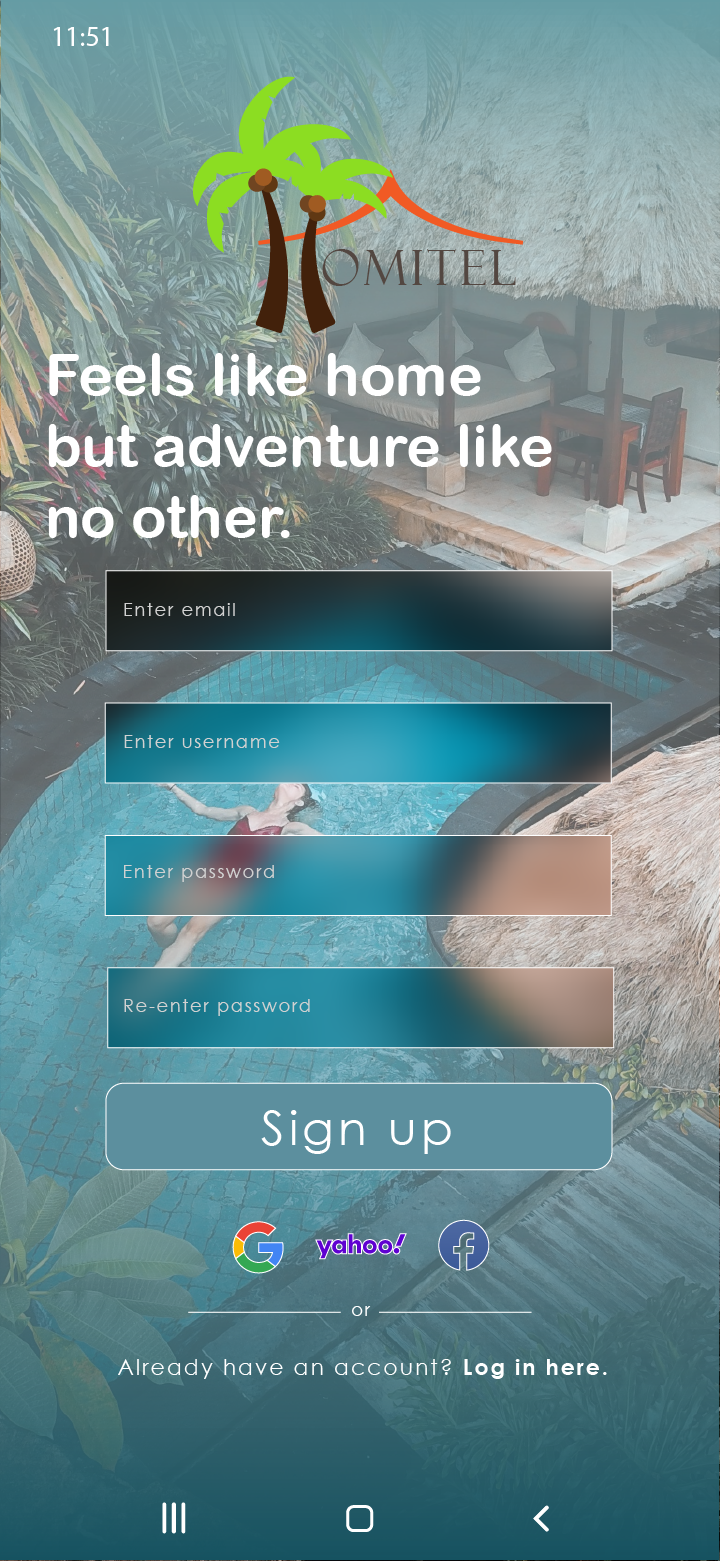 11:51
OMITEL
Feels like home
but adventure like
no other.
Enter email
Enter username
Enter password
Re-enter password
Sign up
yahoo!
or
Already have an account? Log in here.